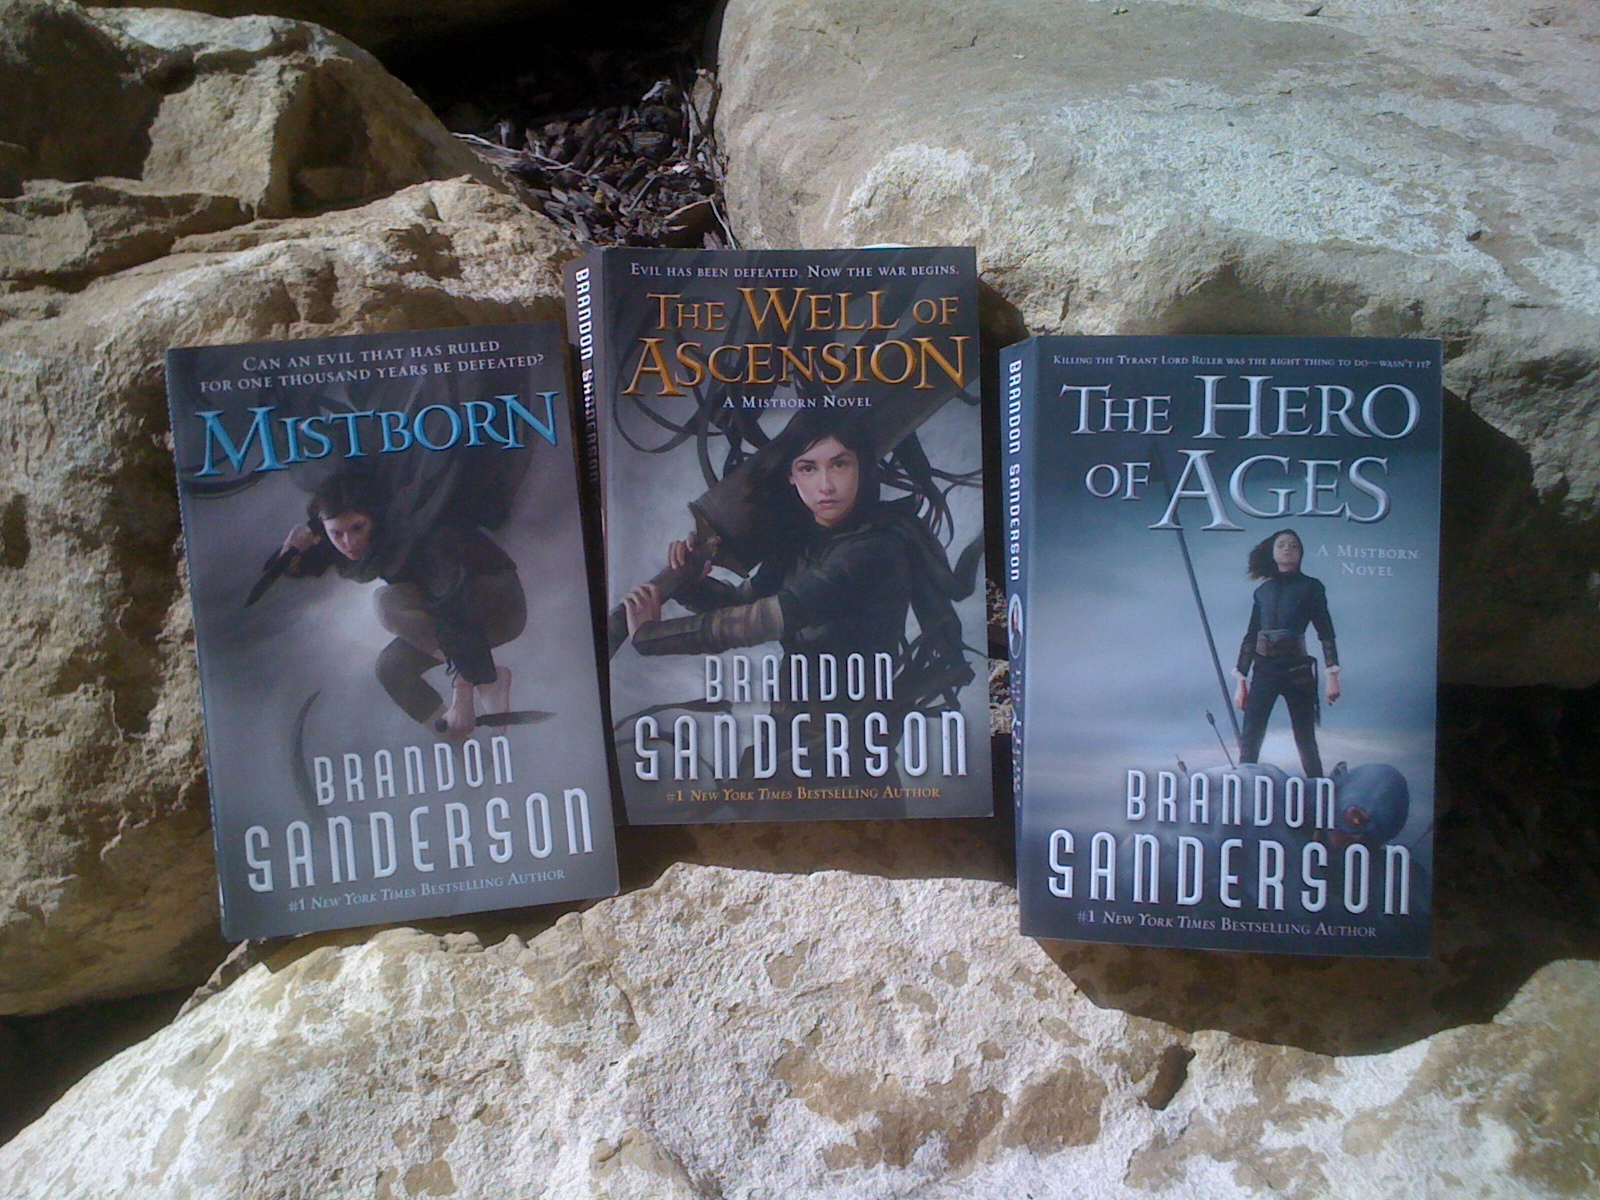 CAN AN EVIL THAT HAS RULED
FOR ONE THOUSAND YEARS BE DEFEATED?
MISTBORN
BRANDON
SANDERSON
#1 NEW YORK TIMES BESTSELLING AUTHOR
BRANDON SANDERSON
EVIL HAS BEEN DEFEATED. NOW THE WAR BEGINS.
THE WELL OF
ASCENSION
A MISTBORN NOVEL
BRANDON
SANDERSON
#1 NEW YORK TIMES BESTSELLING AUTHOR
BRANDON SANDERSON
KILLING THE TYRANT LORD RULER WAS THE RIGHT THING TO DO—WASN'T IT?
THE HERO
OF AGES
A MISTBORN
NOVEL
BRANDON
SANDERSON
#1 NEW YORK TIMES BESTSELLING AUTHOR